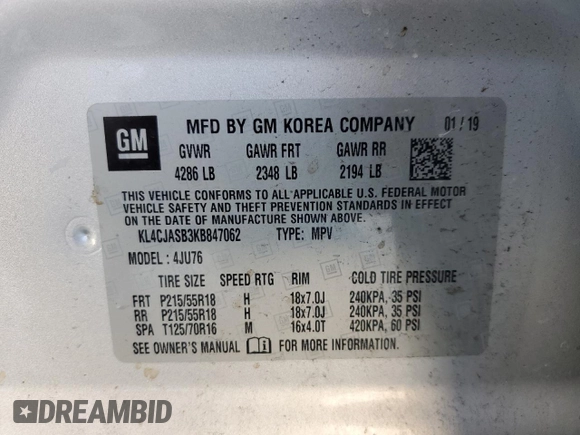 GM
MFD BY GM KOREA COMPANY 01/19
GVWR GAWR FRT GAWR RR
4286 LB 2348 LB 2194 LB
THIS VEHICLE CONFORMS TO ALL APPLICABLE U.S. FEDERAL MOTOR
VEHICLE SAFETY AND THEFT PREVENTION STANDARDS IN EFFECT ON
THE DATE OF MANUFACTURE SHOWN ABOVE.
KL4CJASB3KB847062 TYPE: MPV
MODEL: 4JU76
TIRE SIZE SPEED RTG RIM COLD TIRE PRESSURE
FRT P215/55R18 H 18x7.0J 240KPA, 35 PSI
RR P215/55R18 H 18x7.0J 240KPA, 35 PSI
SPA T125/70R16 M 16x4.0T 420KPA, 60 PSI
SEE OWNER'S MANUAL FOR MORE INFORMATION.
DREAMBID